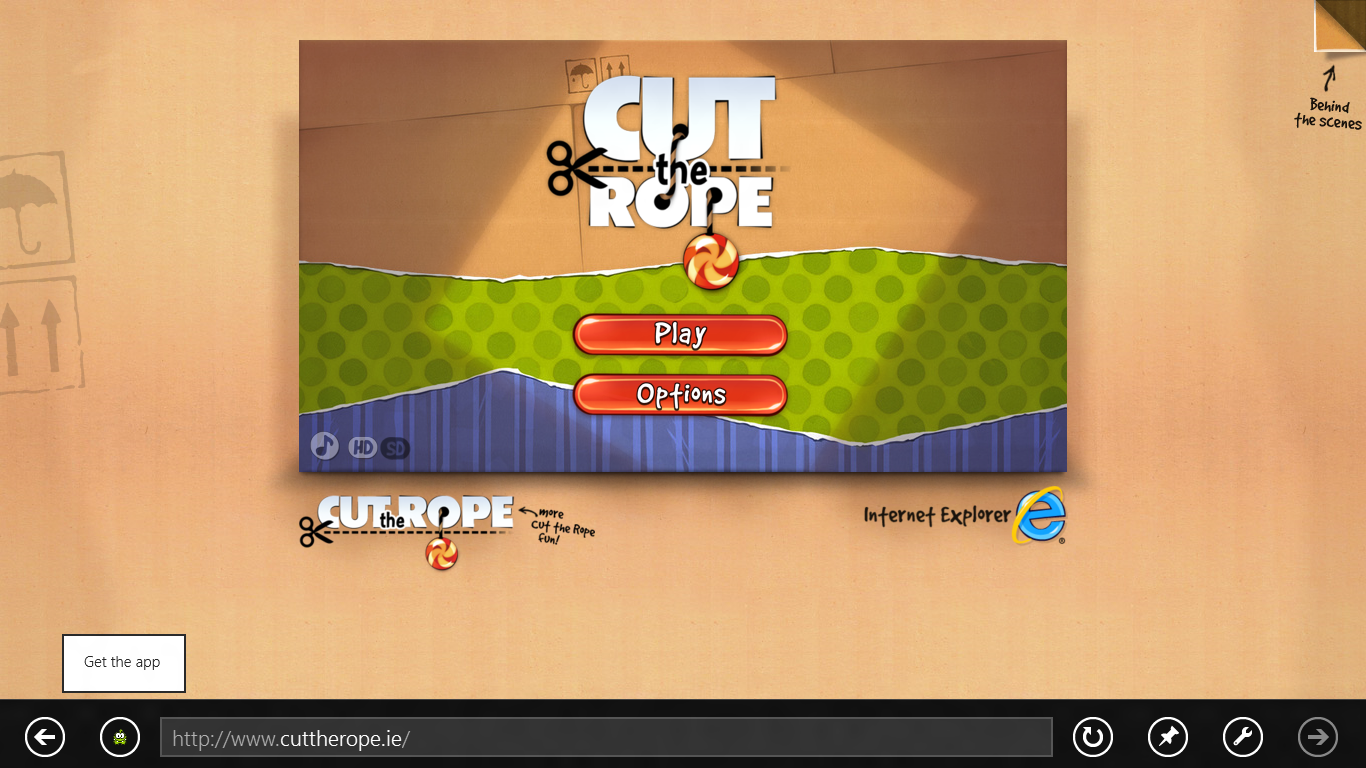 Behind
the scenes
CUT
the
ROPE
Play
Options
HD SD
CUT the ROPE
more
Cut the Rope
fun!
Internet Explorer
®
Get the app
http://www.cuttherope.ie/